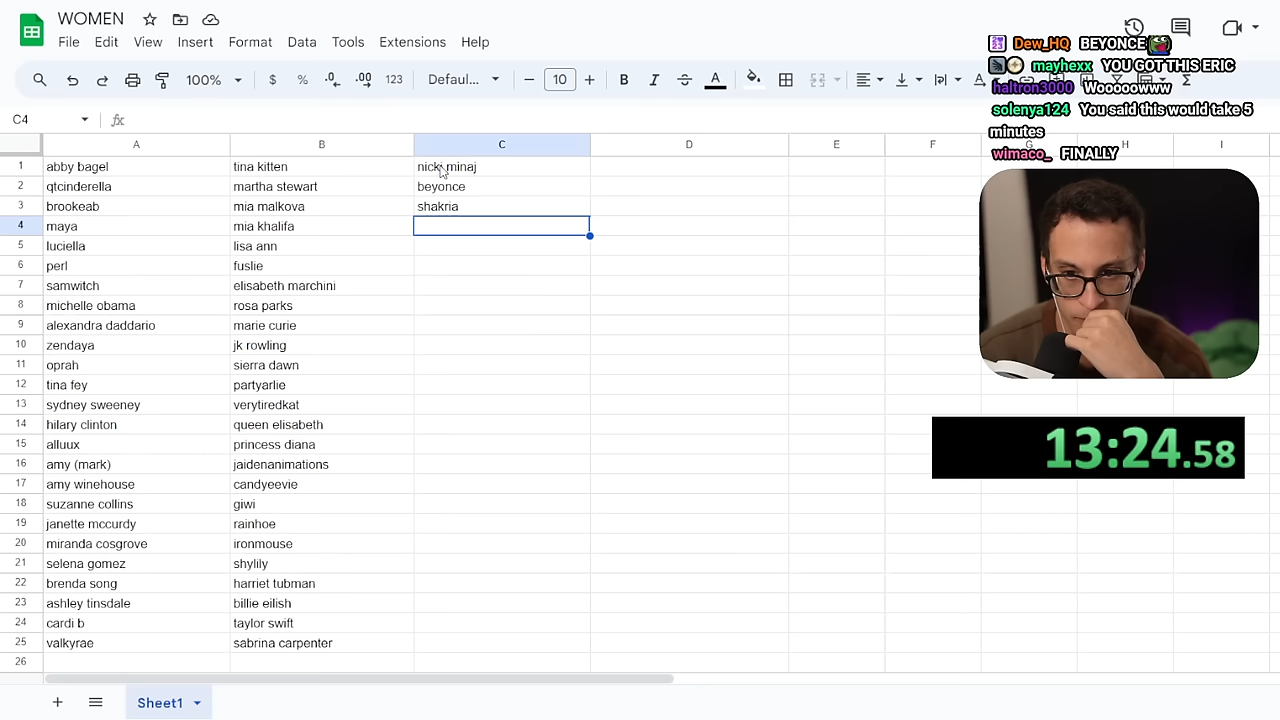 WOMEN
File Edit View Insert Format Data Tools Extensions Help
100% $ % .0 .00 123 Defaul... 10 B I A
C4 fx
Dew_HQ BEYONCE
mayhexx YOU GOT THIS ERIC
haltron3000 Wooooowww
solenya124 You said this would take 5
minutes
wimaco_ FINALLY
A B C D E F G H I
1 abby bagel tina kitten nicki minaj
2 qtcinderella martha stewart beyonce
3 brookeab mia malkova shakria
4 maya mia khalifa
5 luciella lisa ann
6 perl fuslie
7 samwitch elisabeth marchini
8 michelle obama rosa parks
9 alexandra daddario marie curie
10 zendaya jk rowling
11 oprah sierra dawn
12 tina fey partyarlie
13 sydney sweeney verytiredkat
14 hilary clinton queen elisabeth
15 alluux princess diana
16 amy (mark) jaidenanimations
17 amy winehouse candyeevie
18 suzanne collins giwi
19 janette mccurdy rainhoe
20 miranda cosgrove ironmouse
21 selena gomez shylily
22 brenda song harriet tubman
23 ashley tinsdale billie eilish
24 cardi b taylor swift
25 valkyrae sabrina carpenter
26
13:24.58
Sheet1